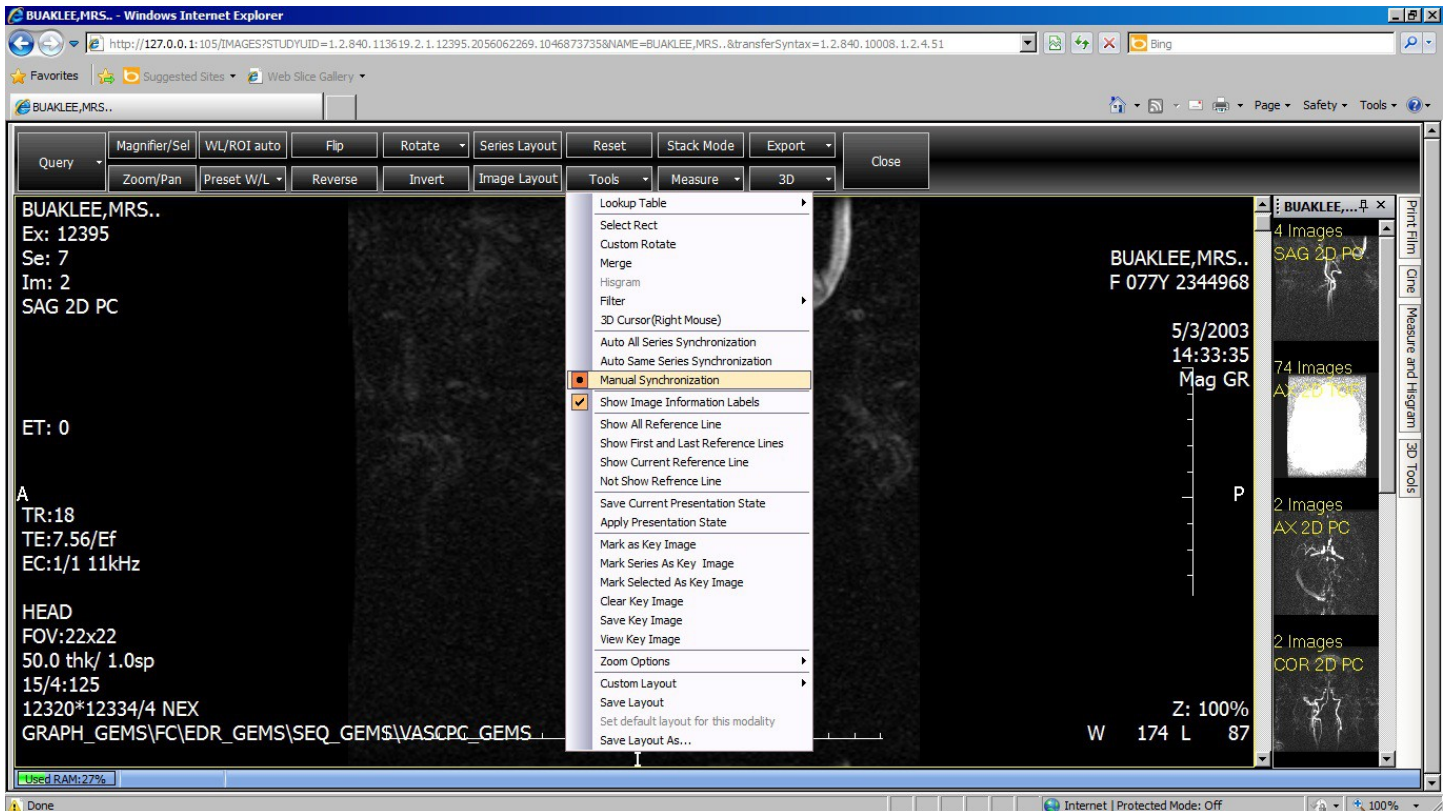 BUAKLEE,MRS.. - Windows Internet Explorer
http://127.0.0.1:105/IMAGES?STUDYUID=1.2.840.113619.2.1.12395.2056062269.1046873735&NAME=BUAKLEE,MRS..&transferSyntax=1.2.840.10008.1.2.4.51
Bing
Favorites Suggested Sites Web Slice Gallery
BUAKLEE,MRS..
Page Safety Tools
Query
Magnifier/Sel WL/ROI auto Flip Rotate Series Layout Reset Stack Mode Export
Close
Zoom/Pan Preset W/L Reverse Invert Image Layout Tools Measure 3D
BUAKLEE,MRS..
Ex: 12395
Se: 7
Im: 2
SAG 2D PC
ET: 0
A
TR:18
TE:7.56/Ef
EC:1/1 11kHz
HEAD
FOV:22x22
50.0 thk/ 1.0sp
15/4:125
12320*12334/4 NEX
GRAPH_GEMS\FC\EDR_GEMS\SEQ_GEMS\VASCPC_GEMS
Lookup Table
Select Rect
Custom Rotate
Merge
Hisgram
Filter
3D Cursor(Right Mouse)
Auto All Series Synchronization
Auto Same Series Synchronization
Manual Synchronization
Show Image Information Labels
Show All Reference Line
Show First and Last Reference Lines
Show Current Reference Line
Not Show Refrence Line
Save Current Presentation State
Apply Presentation State
Mark as Key Image
Mark Series As Key Image
Mark Selected As Key Image
Clear Key Image
Save Key Image
View Key Image
Zoom Options
Custom Layout
Save Layout
Set default layout for this modality
Save Layout As...
I
BUAKLEE,MRS..
F 077Y 2344968
5/3/2003
14:33:35
Mag GR
P
Z: 100%
W 174 L 87
BUAKLEE,...
4 Images
SAG 2D PC
74 Images
AX 2D TOF
2 Images
AX 2D PC
2 Images
COR 2D PC
Print Film
Cine
Measure and Hisgram
3D Tools
Used RAM:27%
Done
Internet | Protected Mode: Off
100%